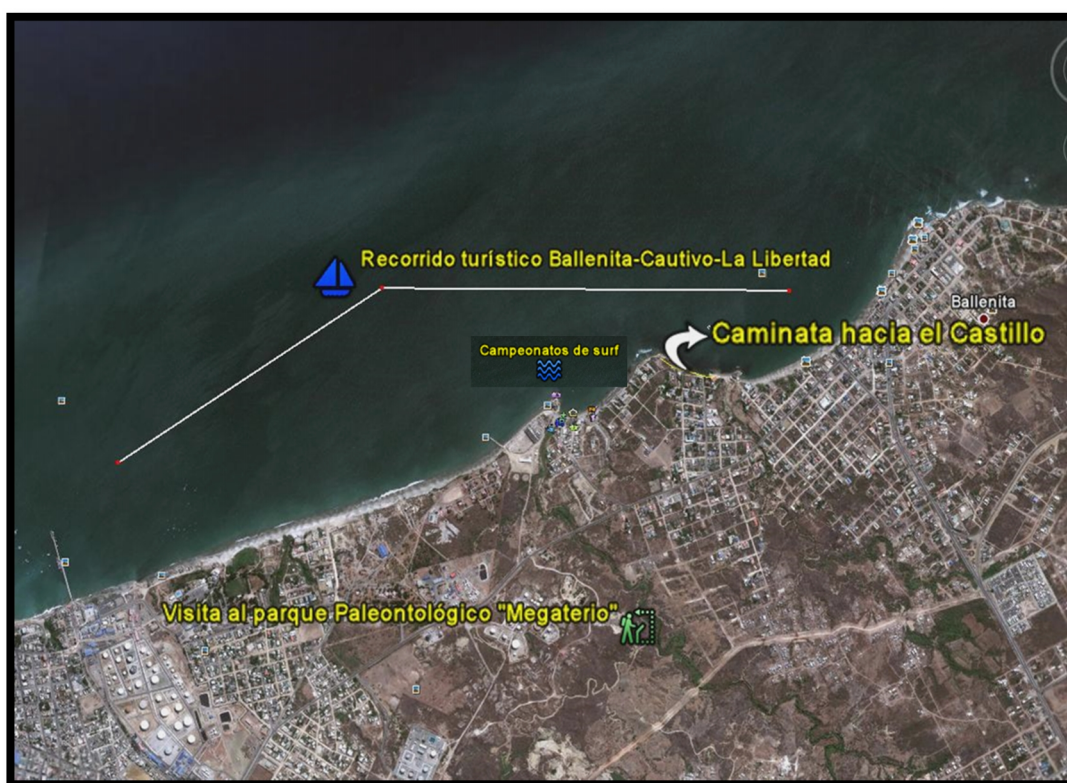 Recorrido turístico Ballenita-Cautivo-La Libertad
Ballenita
Caminata hacia el Castillo
Campeonatos de surf
Visita al parque Paleontológico "Megaterio"